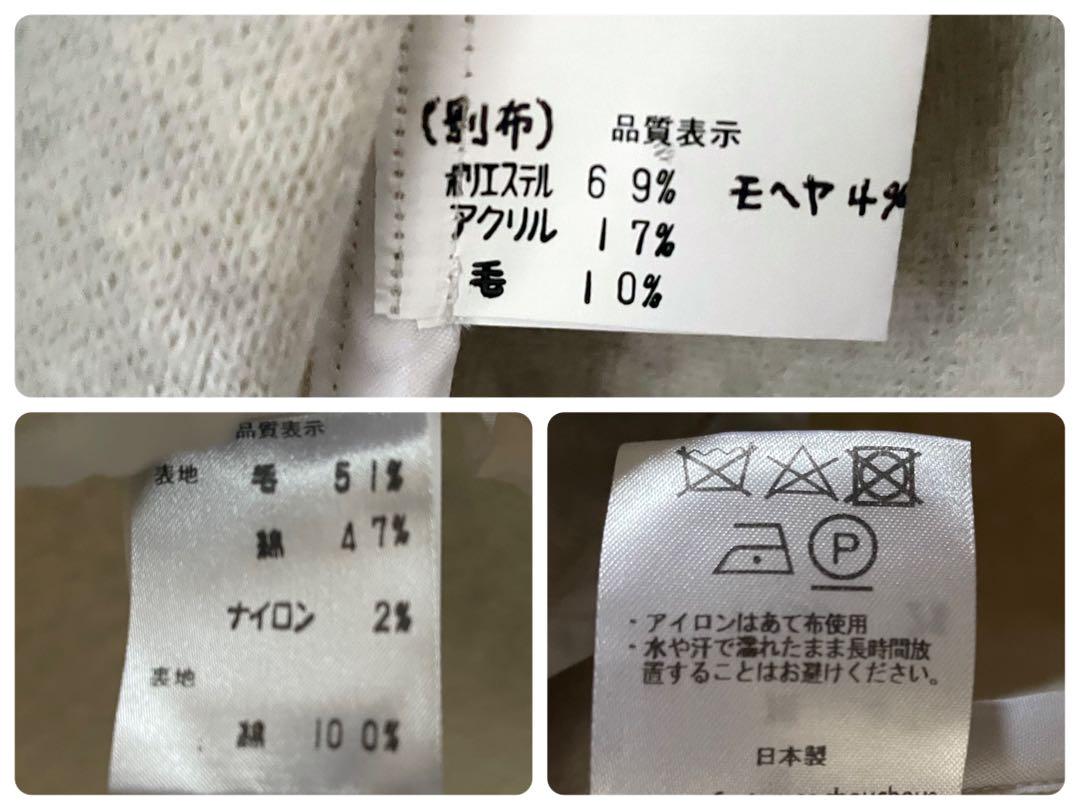 (別布) 品質表示
ポリエステル 69% モヘヤ 4%
アクリル 17%
毛 10%
品質表示
表地 毛 51%
綿 47%
ナイロン 2%
裏地
綿 100%
P
・アイロンはあて布使用
・水や汗で濡れたまま長時間放
置することはお避けください。
日本製